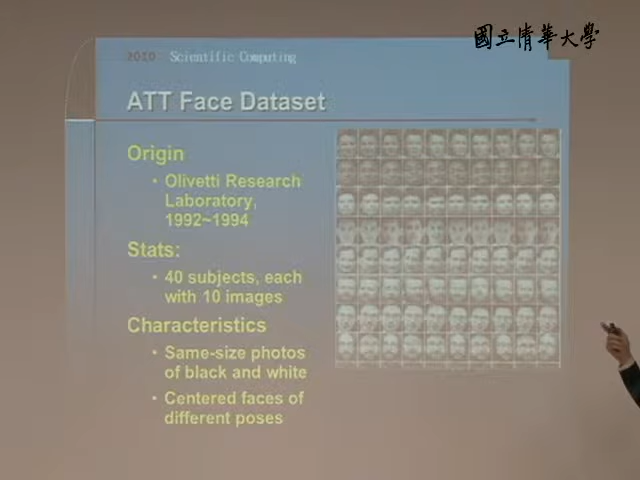 國立清華大學
2010 Scientific Computing
ATT Face Dataset
Origin
• Olivetti Research
Laboratory,
1992~1994
Stats:
• 40 subjects, each
with 10 images
Characteristics
• Same-size photos
of black and white
• Centered faces of
different poses